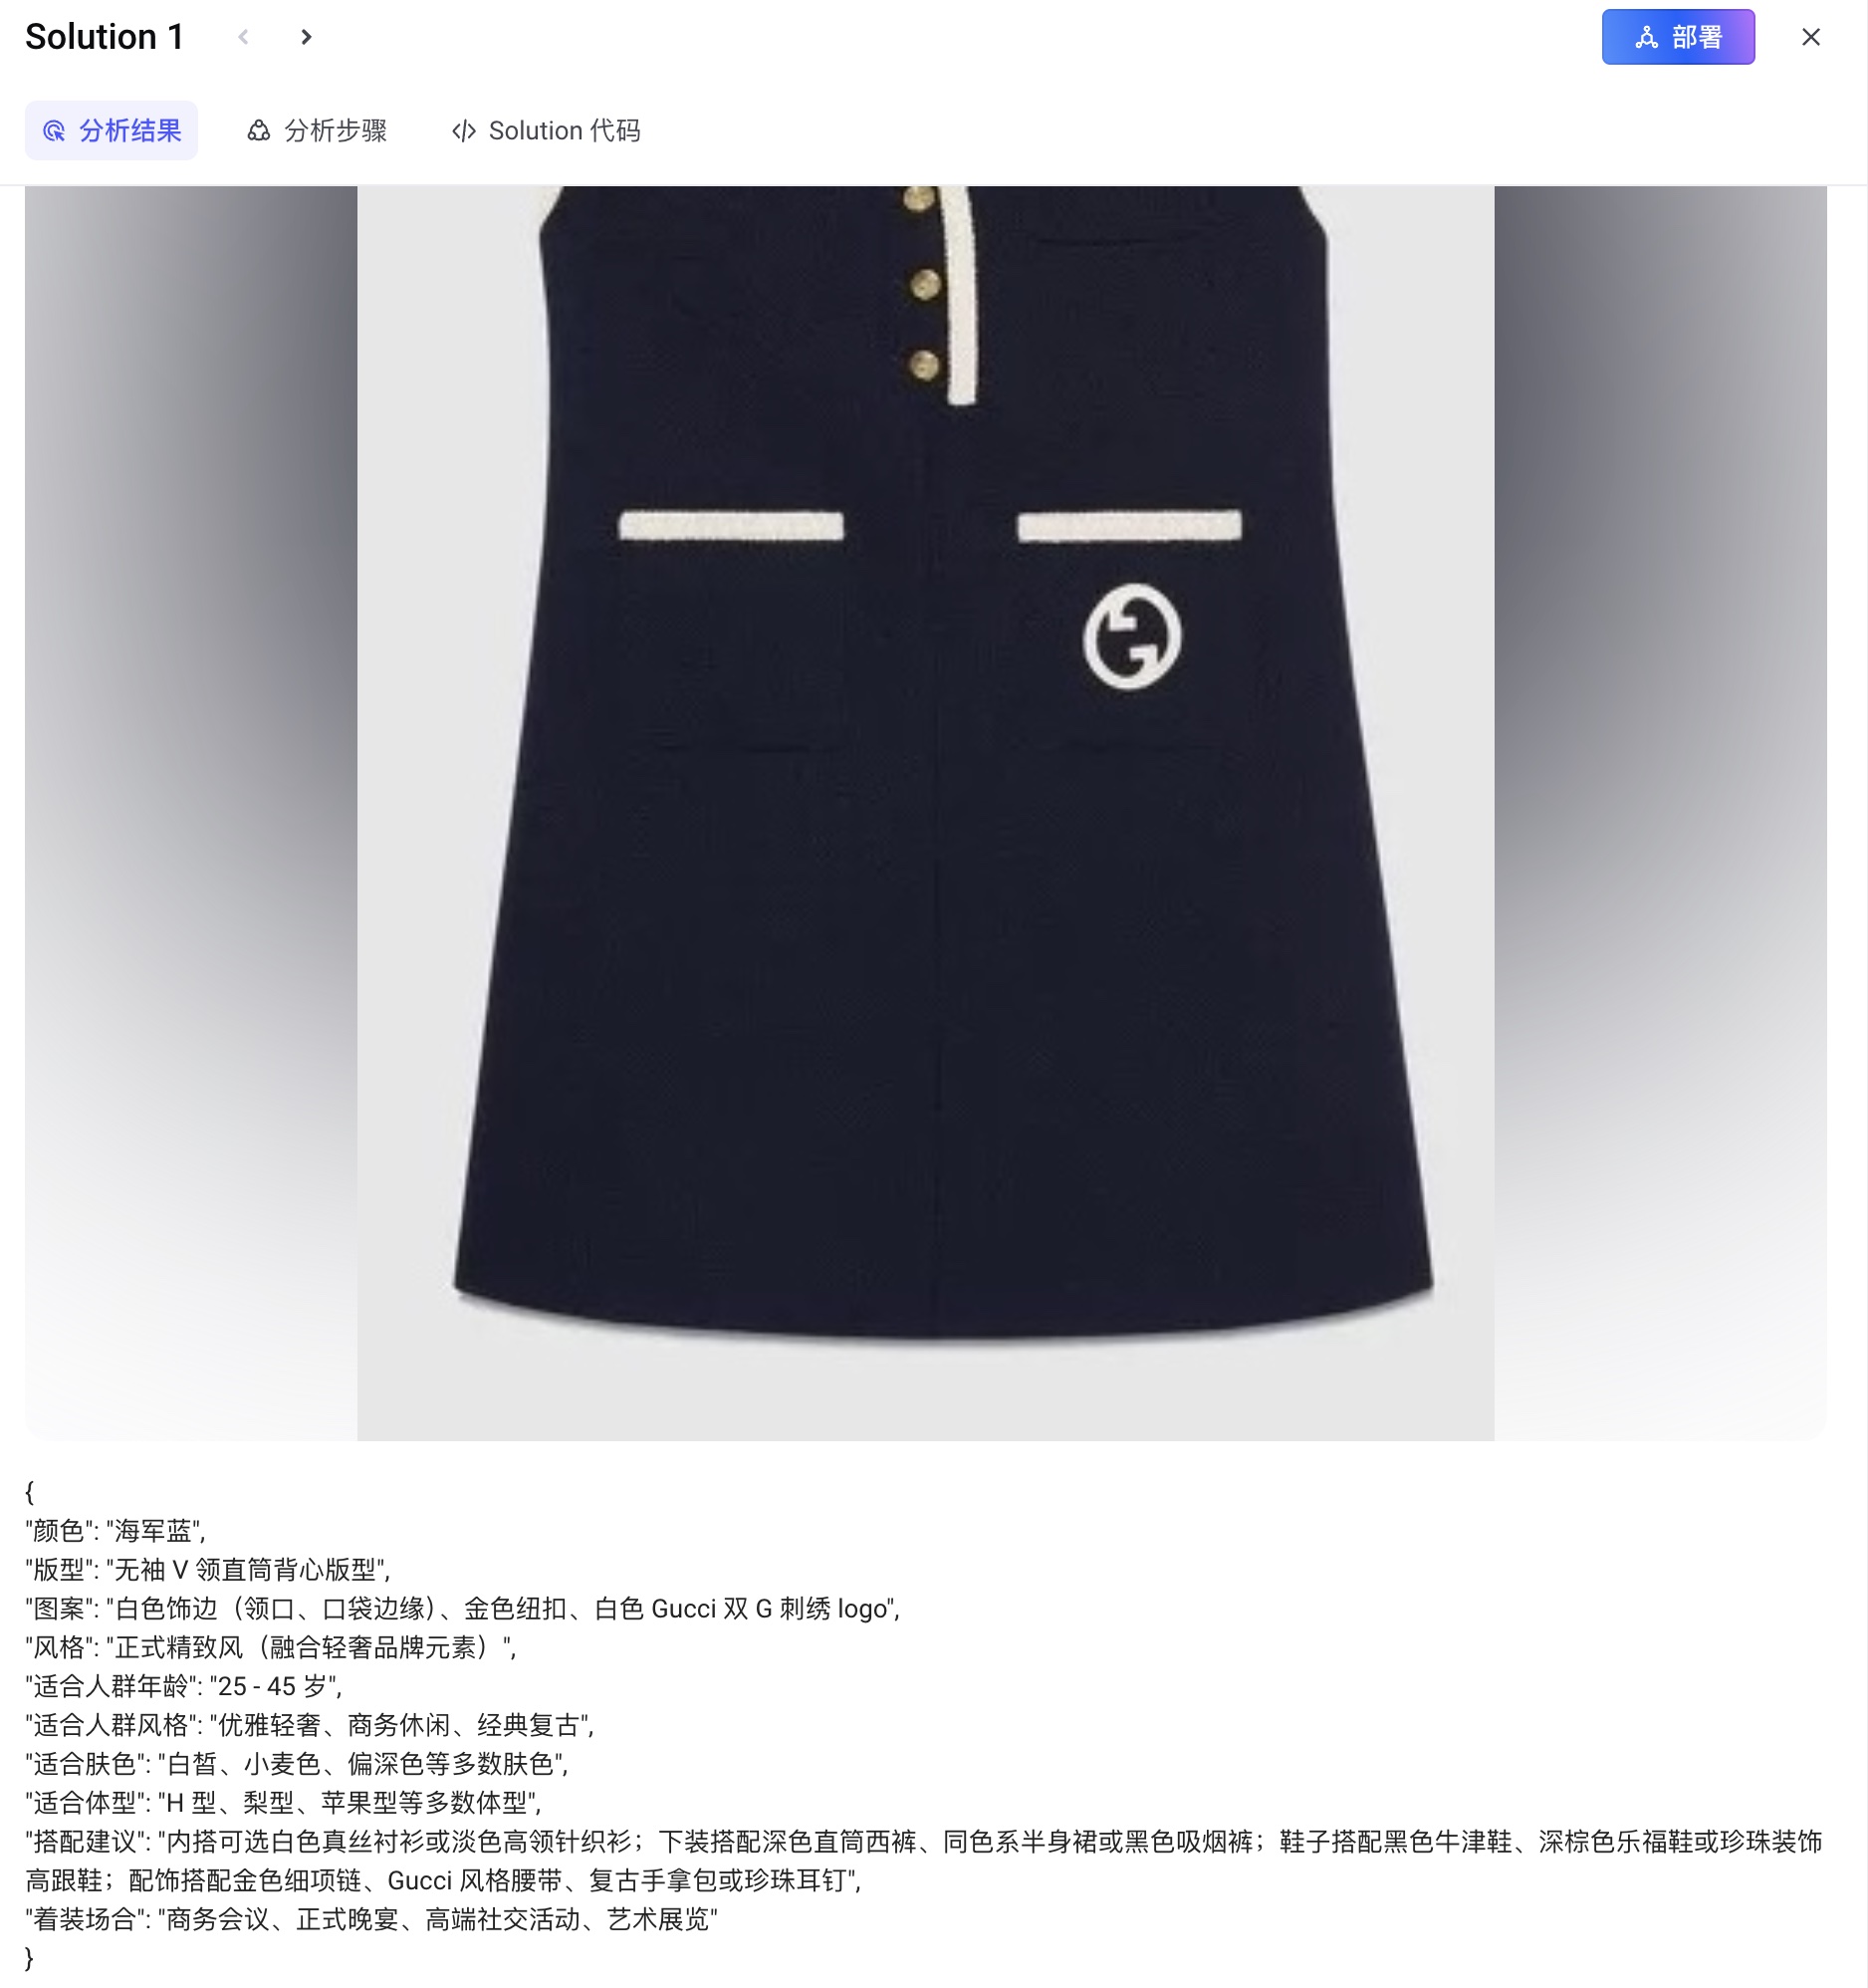 Solution 1
部署
分析结果
分析步骤
Solution 代码
{
"颜色": "海军蓝",
"版型": "无袖 V 领直筒背心版型",
"图案": "白色饰边（领口、口袋边缘）、金色纽扣、白色 Gucci 双 G 刺绣 logo",
"风格": "正式精致风（融合轻奢品牌元素）",
"适合人群年龄": "25 - 45 岁",
"适合人群风格": "优雅轻奢、商务休闲、经典复古",
"适合肤色": "白皙、小麦色、偏深色等多数肤色",
"适合体型": "H 型、梨型、苹果型等多数体型",
"搭配建议": "内搭可选白色真丝衬衫或淡色高领针织衫；下装搭配深色直筒西裤、同色系半身裙或黑色吸烟裤；鞋子搭配黑色牛津鞋、深棕色乐福鞋或珍珠装饰
高跟鞋；配饰搭配金色细项链、Gucci 风格腰带、复古手拿包或珍珠耳钉",
"着装场合": "商务会议、正式晚宴、高端社交活动、艺术展览"
}